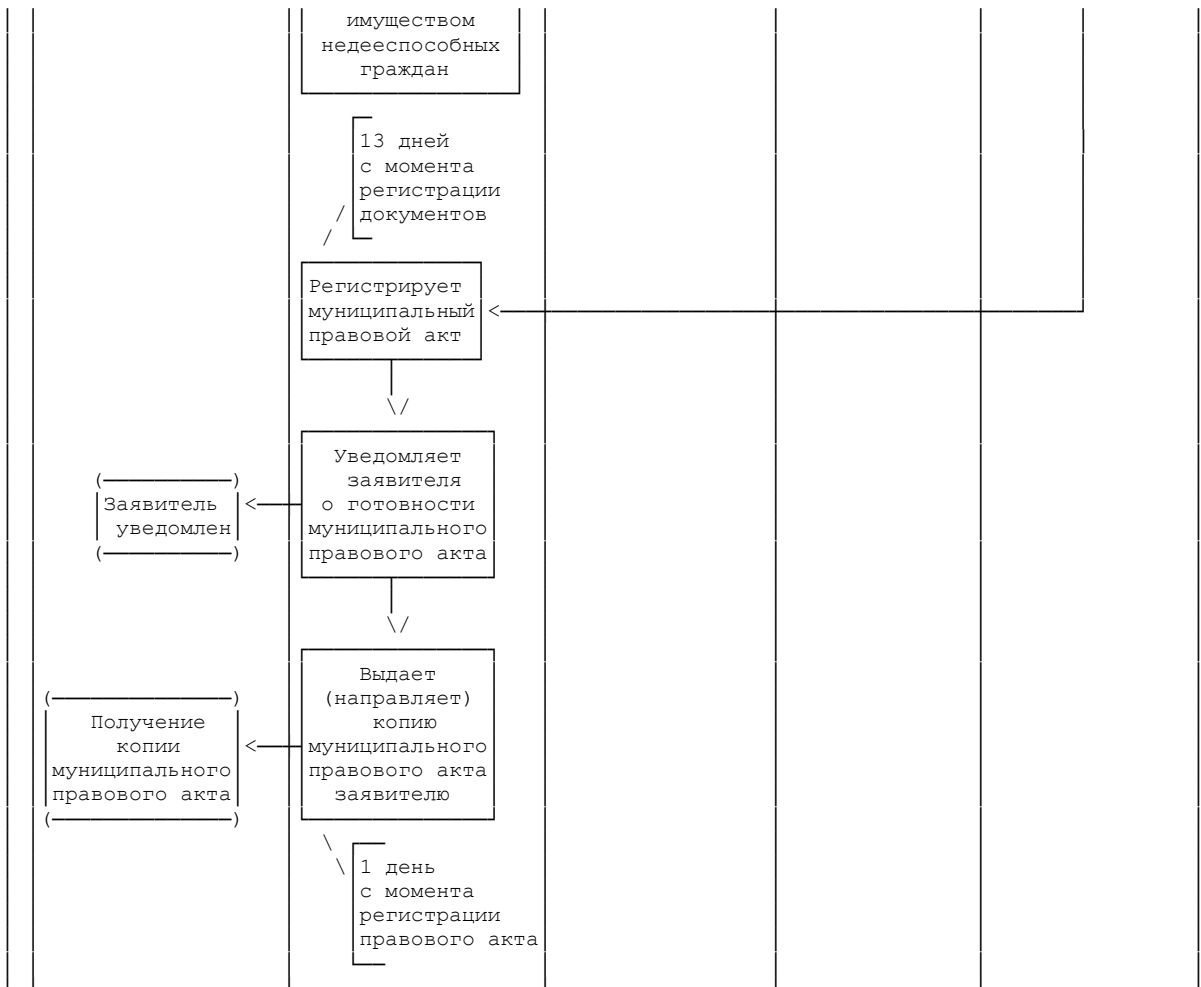 имуществом
недееспособных
граждан
13 дней
с момента
регистрации
документов
Регистрирует
муниципальный
правовой акт
Уведомляет
заявителя
о готовности
муниципального
правового акта
Заявитель
уведомлен
Выдает
(направляет)
копию
муниципального
правового акта
заявителю
Получение
копии
муниципального
правового акта
1 день
с момента
регистрации
правового акта